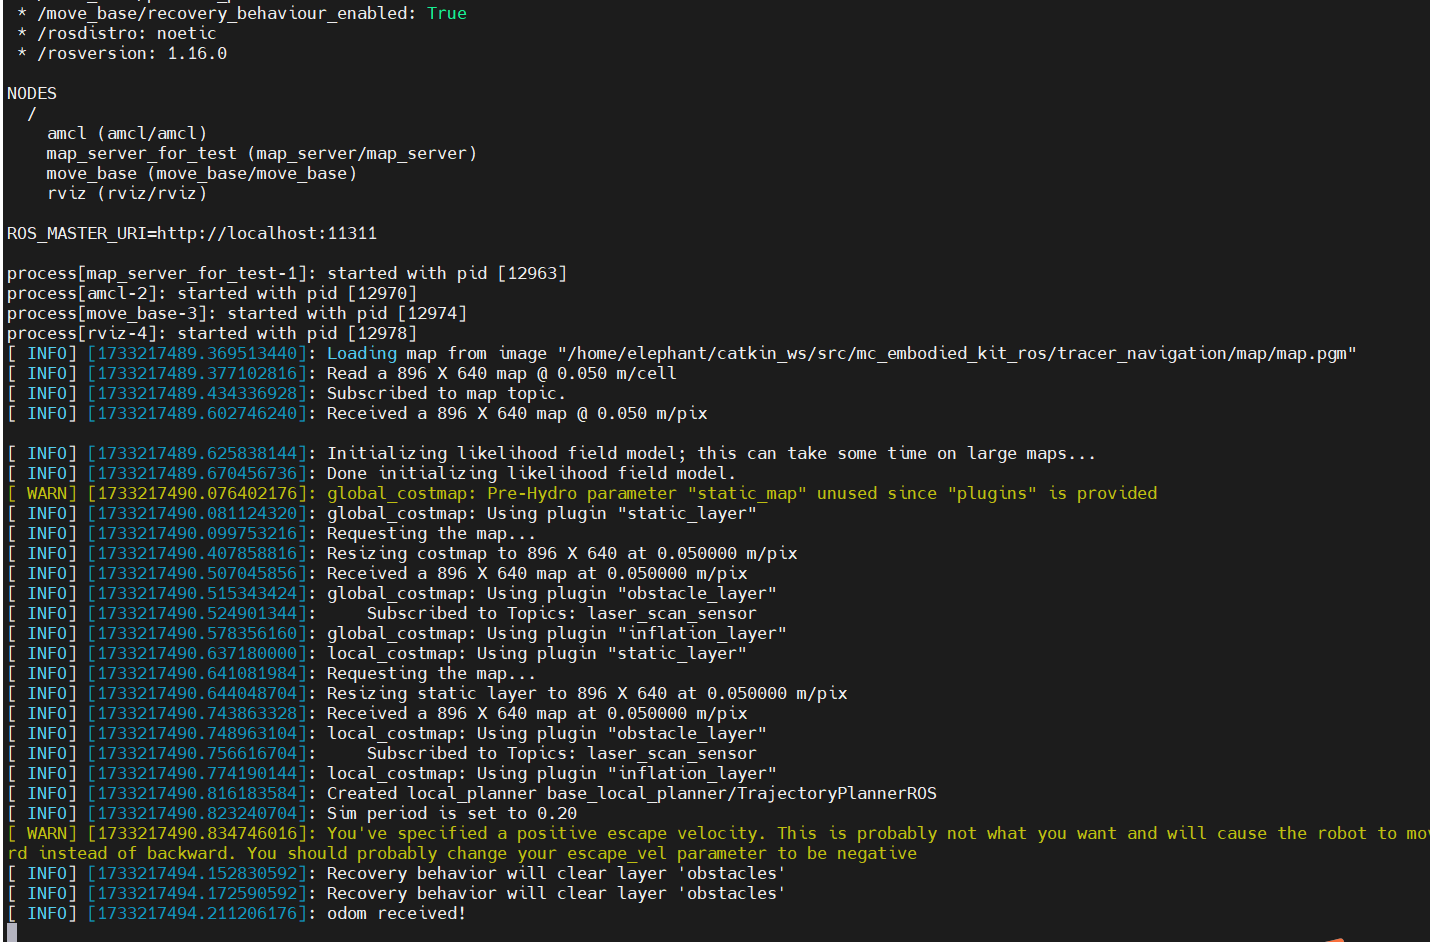 * /move_base/recovery_behaviour_enabled: True
* /rosdistro: noetic
* /rosversion: 1.16.0
NODES
/
amcl (amcl/amcl)
map_server_for_test (map_server/map_server)
move_base (move_base/move_base)
rviz (rviz/rviz)
ROS_MASTER_URI=http://localhost:11311
process[map_server_for_test-1]: started with pid [12963]
process[amcl-2]: started with pid [12970]
process[move_base-3]: started with pid [12974]
process[rviz-4]: started with pid [12978]
[ INFO] [1733217489.369513440]: Loading map from image "/home/elephant/catkin_ws/src/mc_embodied_kit_ros/tracer_navigation/map/map.pgm"
[ INFO] [1733217489.377102816]: Read a 896 X 640 map @ 0.050 m/cell
[ INFO] [1733217489.434336928]: Subscribed to map topic.
[ INFO] [1733217489.602746240]: Received a 896 X 640 map @ 0.050 m/pix
[ INFO] [1733217489.625838144]: Initializing likelihood field model; this can take some time on large maps...
[ INFO] [1733217489.670456736]: Done initializing likelihood field model.
[ WARN] [1733217490.076402176]: global_costmap: Pre-Hydro parameter "static_map" unused since "plugins" is provided
[ INFO] [1733217490.081124320]: global_costmap: Using plugin "static_layer"
[ INFO] [1733217490.099753216]: Requesting the map...
[ INFO] [1733217490.407858816]: Resizing costmap to 896 X 640 at 0.050000 m/pix
[ INFO] [1733217490.507045856]: Received a 896 X 640 map at 0.050000 m/pix
[ INFO] [1733217490.515343424]: global_costmap: Using plugin "obstacle_layer"
[ INFO] [1733217490.524901344]:     Subscribed to Topics: laser_scan_sensor
[ INFO] [1733217490.578356160]: global_costmap: Using plugin "inflation_layer"
[ INFO] [1733217490.637180000]: local_costmap: Using plugin "static_layer"
[ INFO] [1733217490.641081984]: Requesting the map...
[ INFO] [1733217490.644048704]: Resizing static layer to 896 X 640 at 0.050000 m/pix
[ INFO] [1733217490.743863328]: Received a 896 X 640 map at 0.050000 m/pix
[ INFO] [1733217490.748963104]: local_costmap: Using plugin "obstacle_layer"
[ INFO] [1733217490.756616704]:     Subscribed to Topics: laser_scan_sensor
[ INFO] [1733217490.774190144]: local_costmap: Using plugin "inflation_layer"
[ INFO] [1733217490.816183584]: Created local_planner base_local_planner/TrajectoryPlannerROS
[ INFO] [1733217490.823240704]: Sim period is set to 0.20
[ WARN] [1733217490.834746016]: You've specified a positive escape velocity. This is probably not what you want and will cause the robot to mov
rd instead of backward. You should probably change your escape_vel parameter to be negative
[ INFO] [1733217494.152830592]: Recovery behavior will clear layer 'obstacles'
[ INFO] [1733217494.172590592]: Recovery behavior will clear layer 'obstacles'
[ INFO] [1733217494.211206176]: odom received!